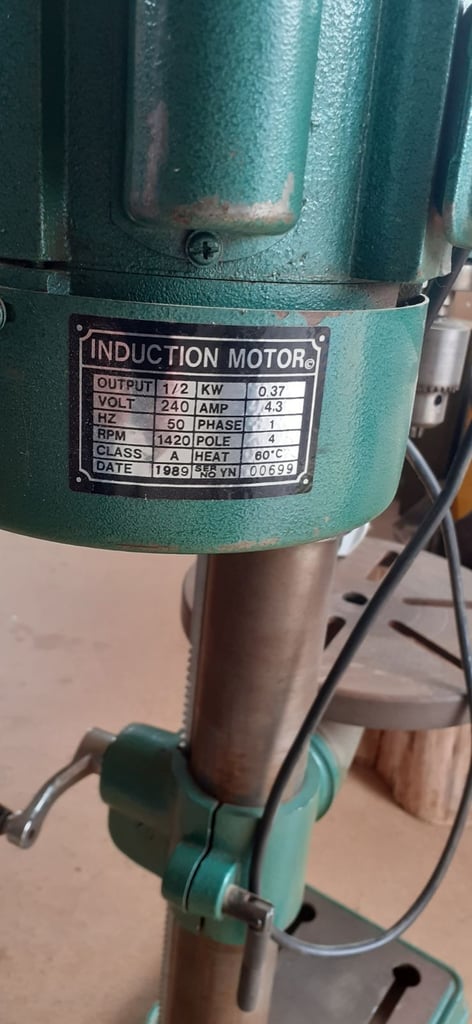 INDUCTION MOTOR©
OUTPUT 1/2 KW 0.37
VOLT 240 AMP 4.3
HZ 50 PHASE 1
RPM 1420 POLE 4
CLASS A HEAT 60°C
DATE 1989 SER NO YN 00699